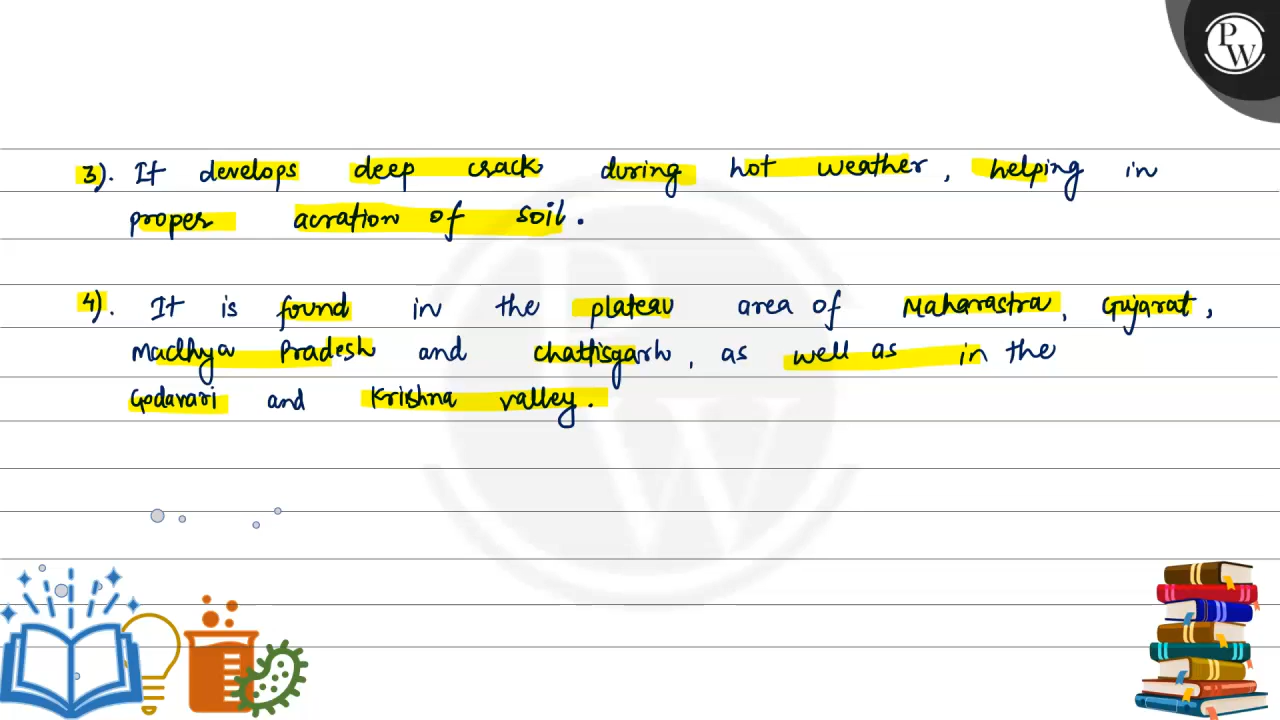 PW
3). It develops deep crack during hot weather, helping in
proper acration of soil.
4). It is found in the plateau area of Maharastra, Gujarat,
Madhya Pradesh and chattisgarh, as well as in the
Godavari and Krishna valley.
PW